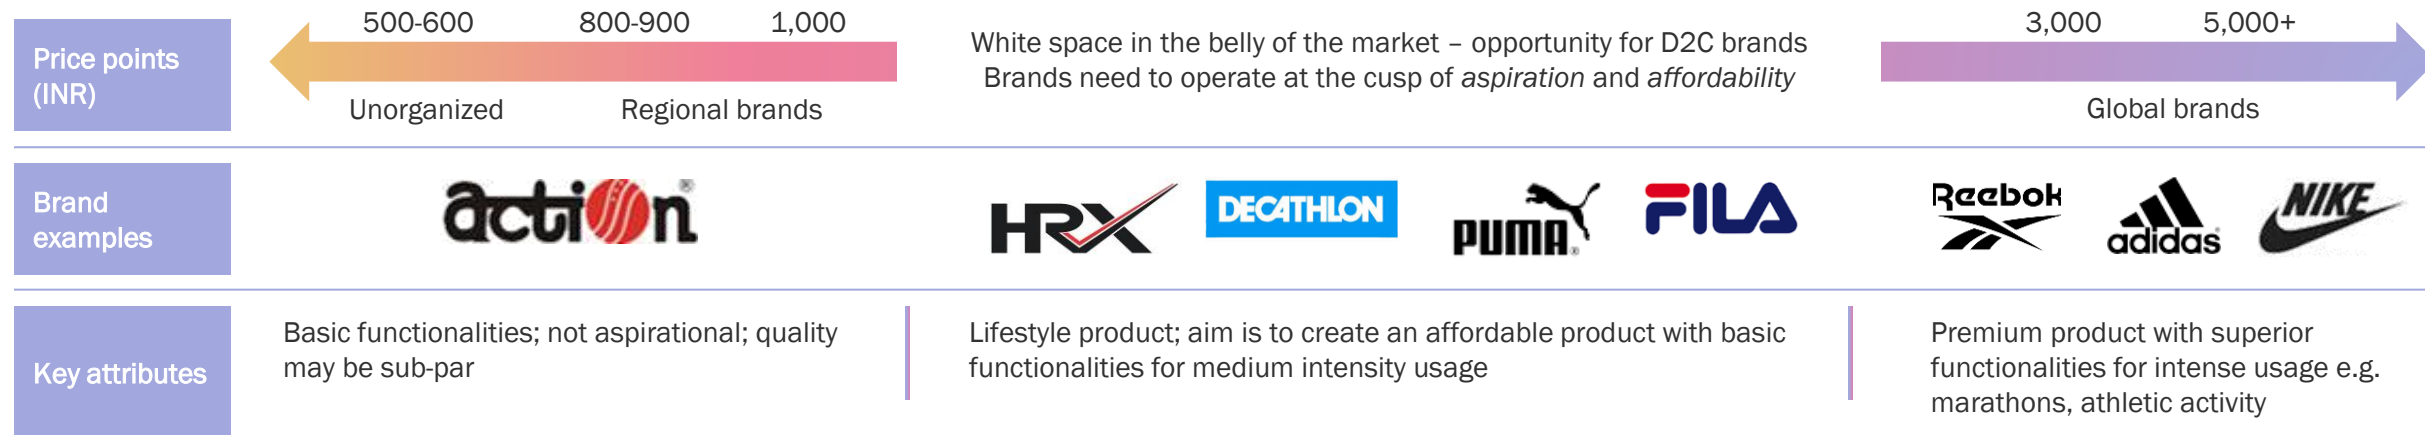 Price points
(INR)
500-600
800-900
1,000
Unorganized
Regional brands
White space in the belly of the market – opportunity for D2C brands
Brands need to operate at the cusp of aspiration and affordability
3,000
5,000+
Global brands
Brand
examples
action®
HRX
DECATHLON
PUMA®
FILA
Reebok
adidas
NIKE
Key attributes
Basic functionalities; not aspirational; quality
may be sub-par
Lifestyle product; aim is to create an affordable product with basic
functionalities for medium intensity usage
Premium product with superior
functionalities for intense usage e.g.
marathons, athletic activity